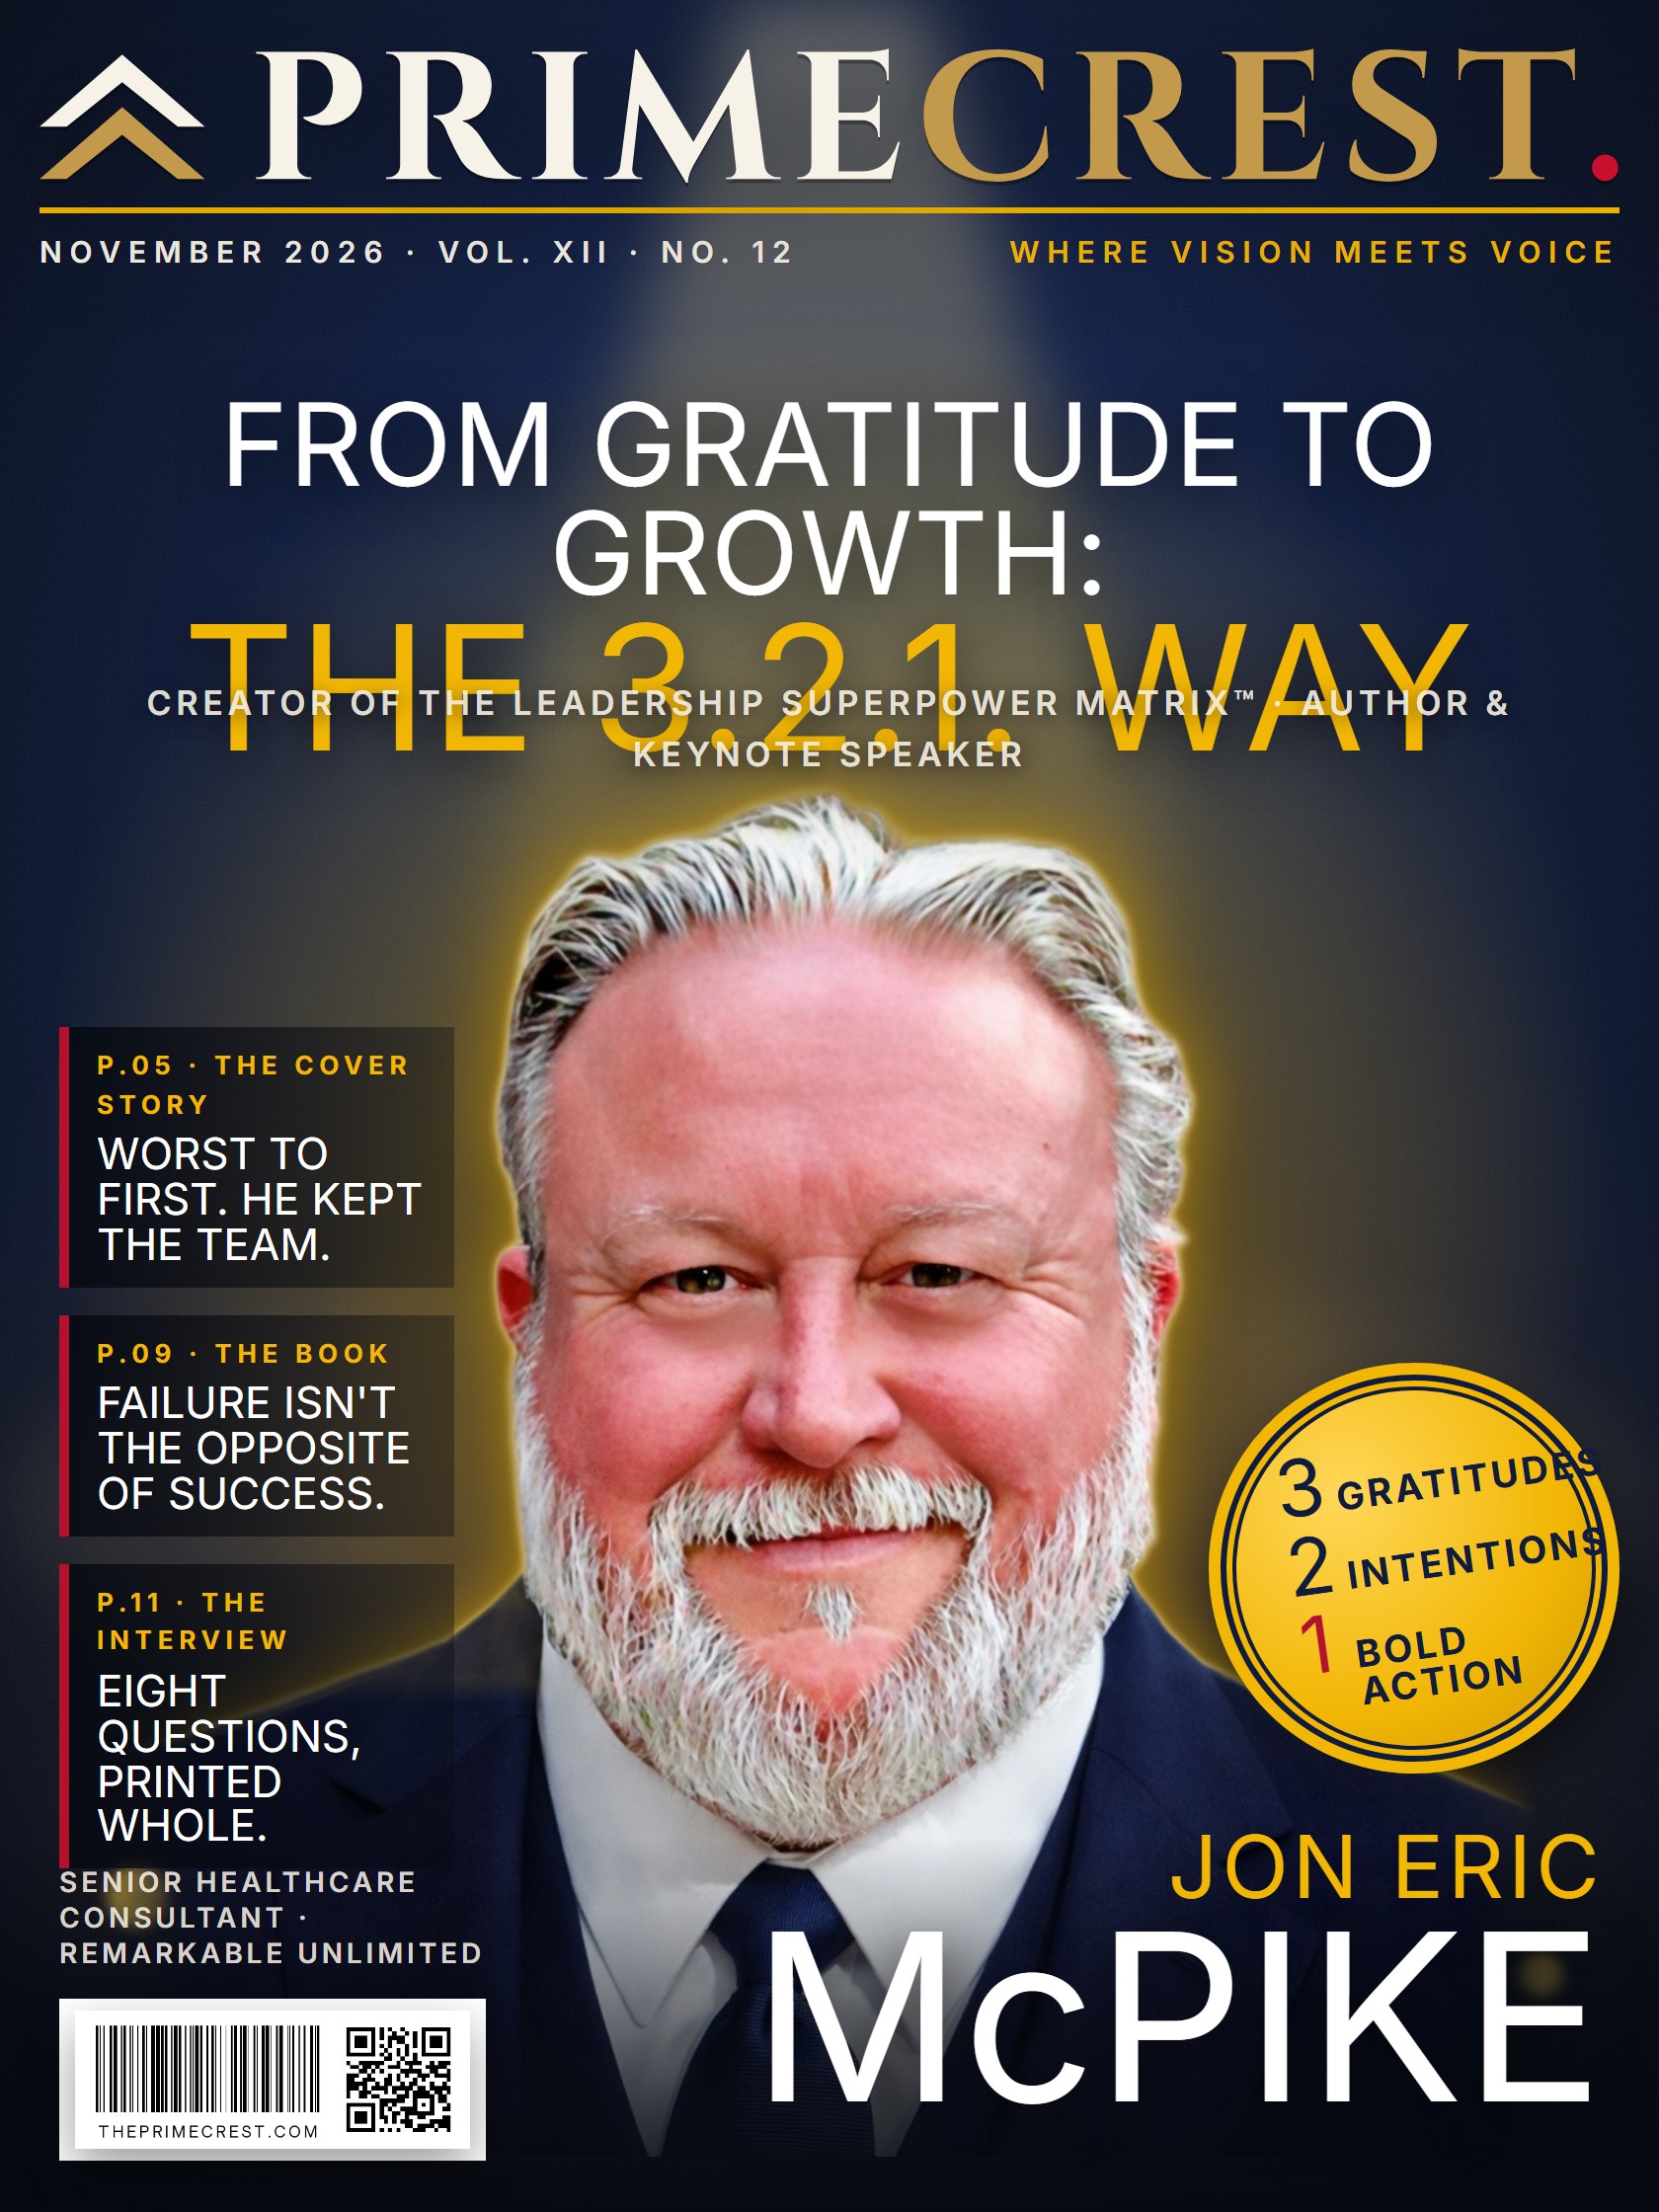 PRIMECREST.
NOVEMBER 2026 · VOL. XII · NO. 12
WHERE VISION MEETS VOICE
FROM GRATITUDE TO
GROWTH:
THE 3.2.1. WAY
CREATOR OF THE LEADERSHIP SUPERPOWER MATRIX™ · AUTHOR &
KEYNOTE SPEAKER
P.05 · THE COVER
STORY
WORST TO
FIRST. HE KEPT
THE TEAM.
P.09 · THE BOOK
FAILURE ISN'T
THE OPPOSITE
OF SUCCESS.
P.11 · THE
INTERVIEW
EIGHT
QUESTIONS,
PRINTED
WHOLE.
3 GRATITUDES
2 INTENTIONS
1 BOLD
ACTION
SENIOR HEALTHCARE
CONSULTANT ·
REMARKABLE UNLIMITED
JON ERIC
McPIKE
THEPRIMECREST.COM